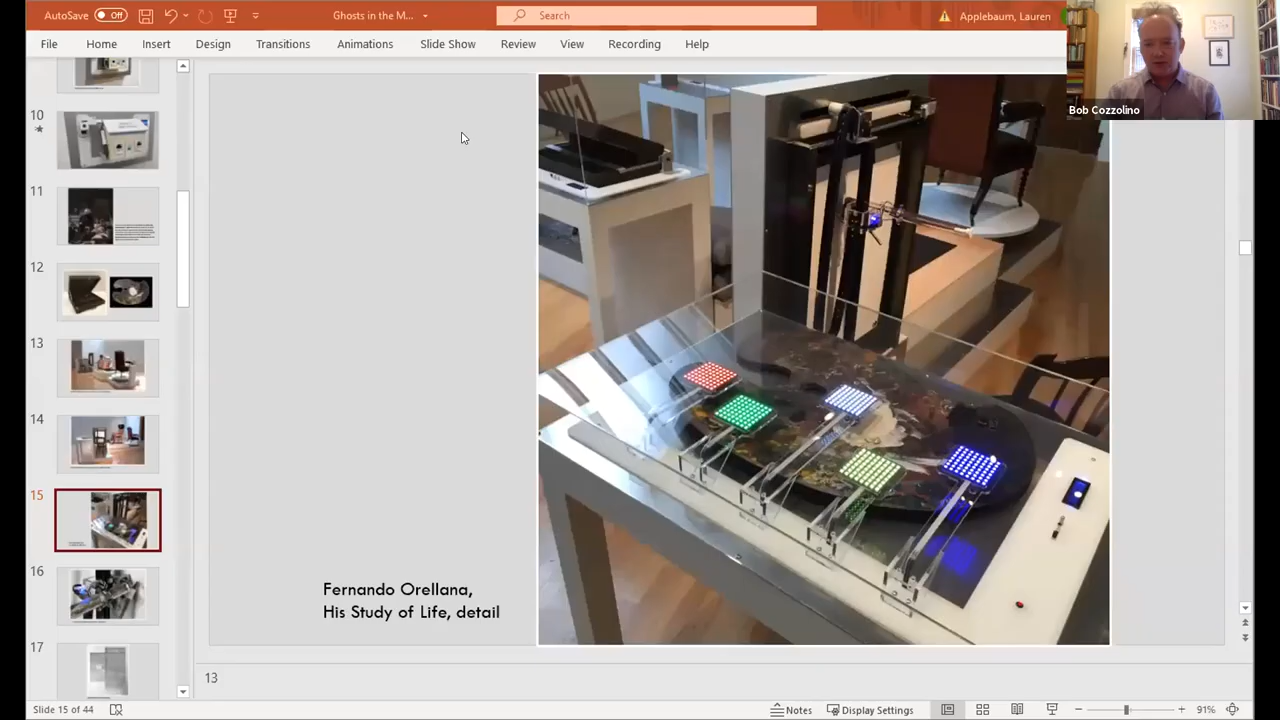 AutoSave Off Ghosts in the M... Search Applebaum, Lauren
File Home Insert Design Transitions Animations Slide Show Review View Recording Help
Bob Cozzolino
10
11
12
13
14
15
16
17
Fernando Orellana,
His Study of Life, detail
13
Slide 15 of 44 Notes Display Settings 91%